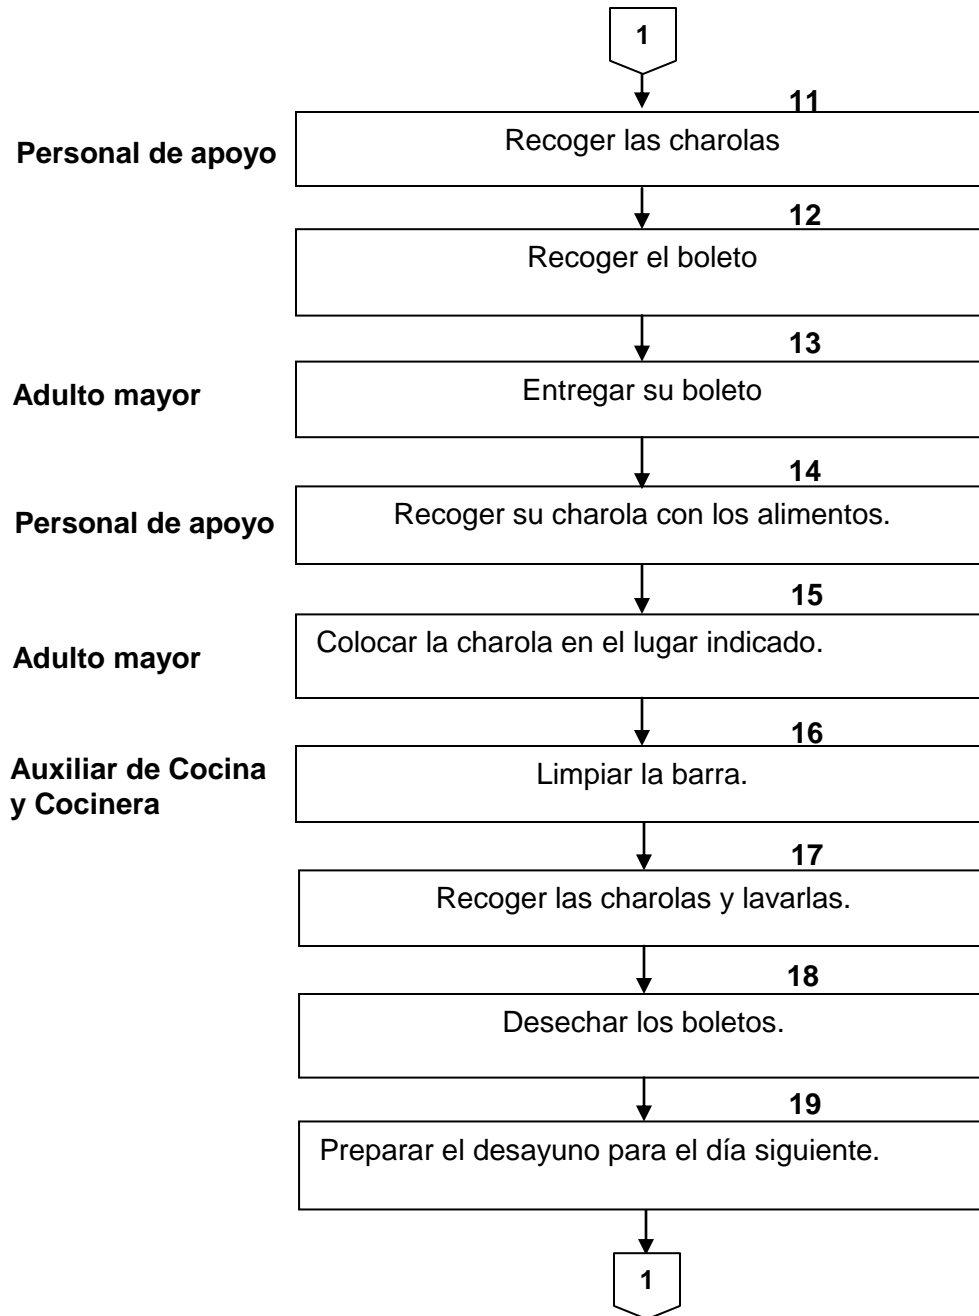 1
11
Personal de apoyo
Recoger las charolas
12
Recoger el boleto
13
Adulto mayor
Entregar su boleto
14
Personal de apoyo
Recoger su charola con los alimentos.
15
Adulto mayor
Colocar la charola en el lugar indicado.
16
Auxiliar de Cocina
y Cocinera
Limpiar la barra.
17
Recoger las charolas y lavarlas.
18
Desechar los boletos.
19
Preparar el desayuno para el día siguiente.
1